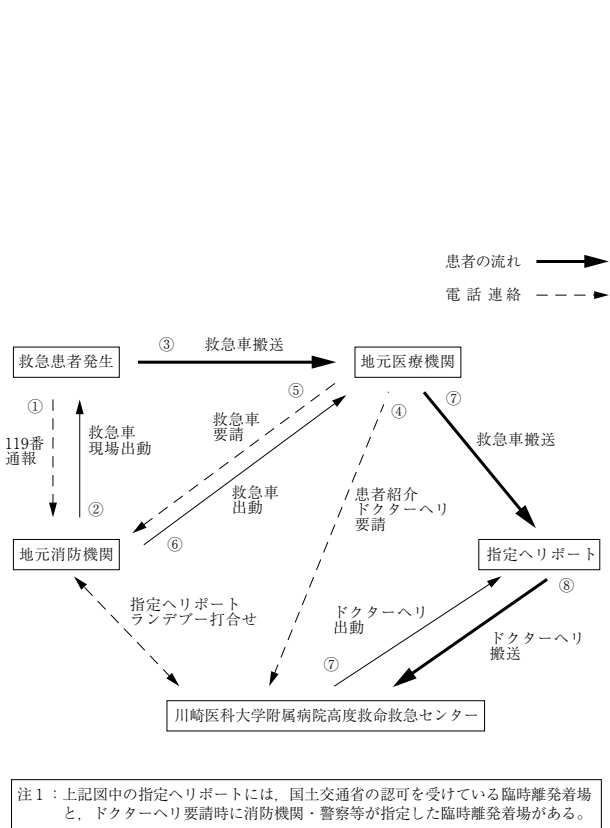 患者の流れ
電話連絡
③ 救急車搬送
救急患者発生
地元医療機関
①
⑤
④
⑦
救急車
要請
救急車
現場出動
119番
通報
救急車搬送
救急車
出動
患者紹介
ドクターヘリ
要請
②
⑥
地元消防機関
指定ヘリポート
⑧
指定ヘリポート
ランデブー打合せ
ドクターヘリ
出動
ドクターヘリ
搬送
⑦
川崎医科大学附属病院高度救命救急センター
注1：上記図中の指定ヘリポートには，国土交通省の認可を受けている臨時離発着場
と，ドクターヘリ要請時に消防機関・警察等が指定した臨時離発着場がある。